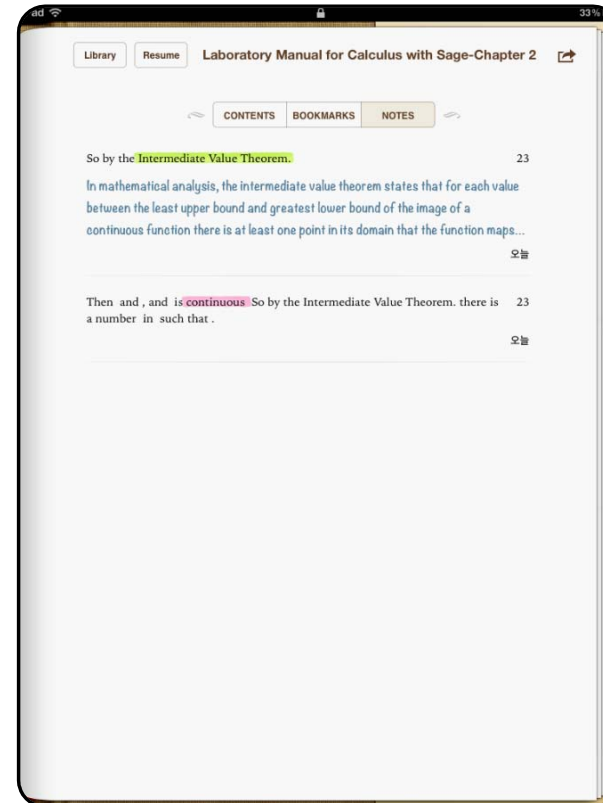 ad 33%
Library Resume Laboratory Manual for Calculus with Sage-Chapter 2
CONTENTS BOOKMARKS NOTES
So by the Intermediate Value Theorem. 23
In mathematical analysis, the intermediate value theorem states that for each value
between the least upper bound and greatest lower bound of the image of a
continuous function there is at least one point in its domain that the function maps...
오늘
Then and , and is continuous So by the Intermediate Value Theorem. there is 23
a number in such that .
오늘